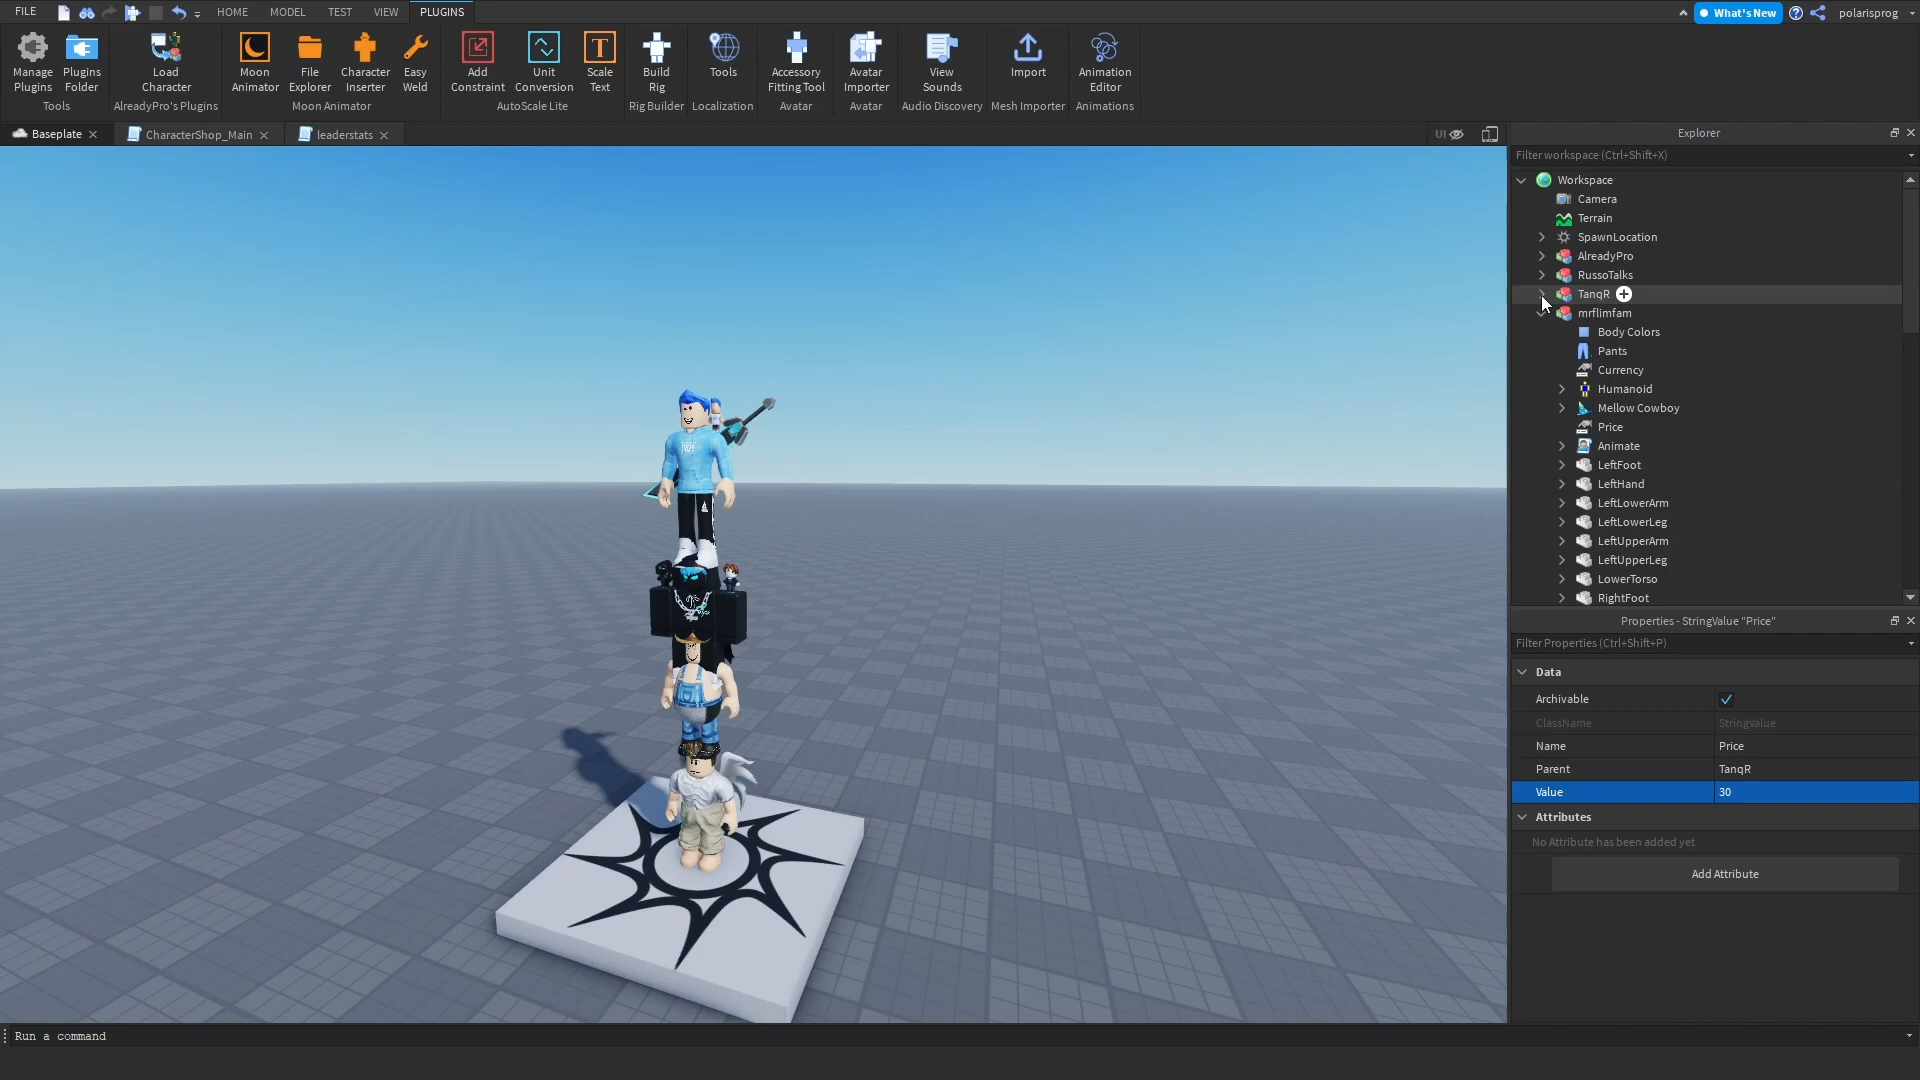 FILE
HOME
MODEL
TEST
VIEW
PLUGINS
What's New
polarisprog
Manage Plugins
Plugins Folder
Load Character
Moon Animator
File Explorer
Character Inserter
Easy Weld
Add Constraint
Unit Conversion
Scale Text
Build Rig
Tools
Accessory Fitting Tool
Avatar Importer
View Sounds
Import
Animation Editor
Tools
AlreadyPro's Plugins
Moon Animator
AutoScale Lite
Rig Builder
Localization
Avatar
Avatar
Audio Discovery
Mesh Importer
Animations
Baseplate
CharacterShop_Main
leaderstats
UI
Explorer
Filter workspace (Ctrl+Shift+X)
Workspace
Camera
Terrain
SpawnLocation
AlreadyPro
RussoTalks
TanqR
mrflimfam
Body Colors
Pants
Currency
Humanoid
Mellow Cowboy
Price
Animate
LeftFoot
LeftHand
LeftLowerArm
LeftLowerLeg
LeftUpperArm
LeftUpperLeg
LowerTorso
RightFoot
Properties - StringValue "Price"
Filter Properties (Ctrl+Shift+P)
Data
Archivable
ClassName StringValue
Name Price
Parent TanqR
Value 30
Attributes
No Attribute has been added yet
Add Attribute
Run a command